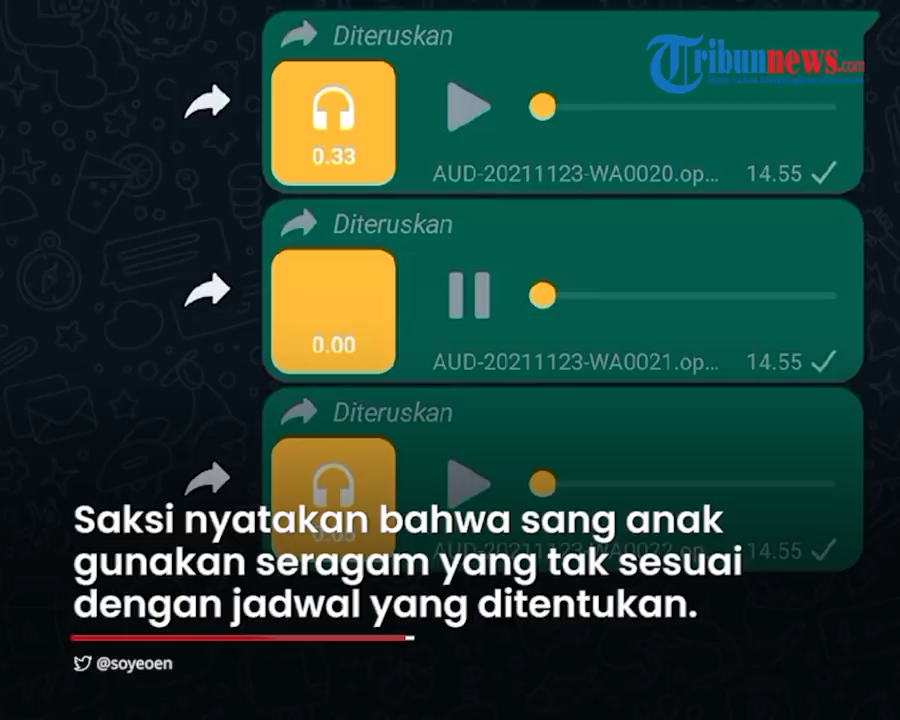 Diteruskan
Tribunnews.com
0.33
AUD-20211123-WA0020.op... 14.55
Diteruskan
0.00
AUD-20211123-WA0021.op... 14.55
Diteruskan
14.55
Saksi nyatakan bahwa sang anak
gunakan seragam yang tak sesuai
dengan jadwal yang ditentukan.
@soyeoen